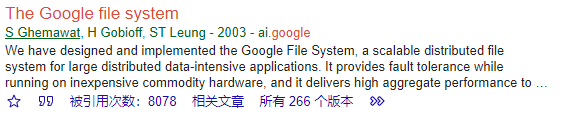 The Google file system
S Ghemawat, H Gobioff, ST Leung - 2003 - ai.google
We have designed and implemented the Google File System, a scalable distributed file
system for large distributed data-intensive applications. It provides fault tolerance while
running on inexpensive commodity hardware, and it delivers high aggregate performance to …
被引用次数：8078 相关文章 所有 266 个版本